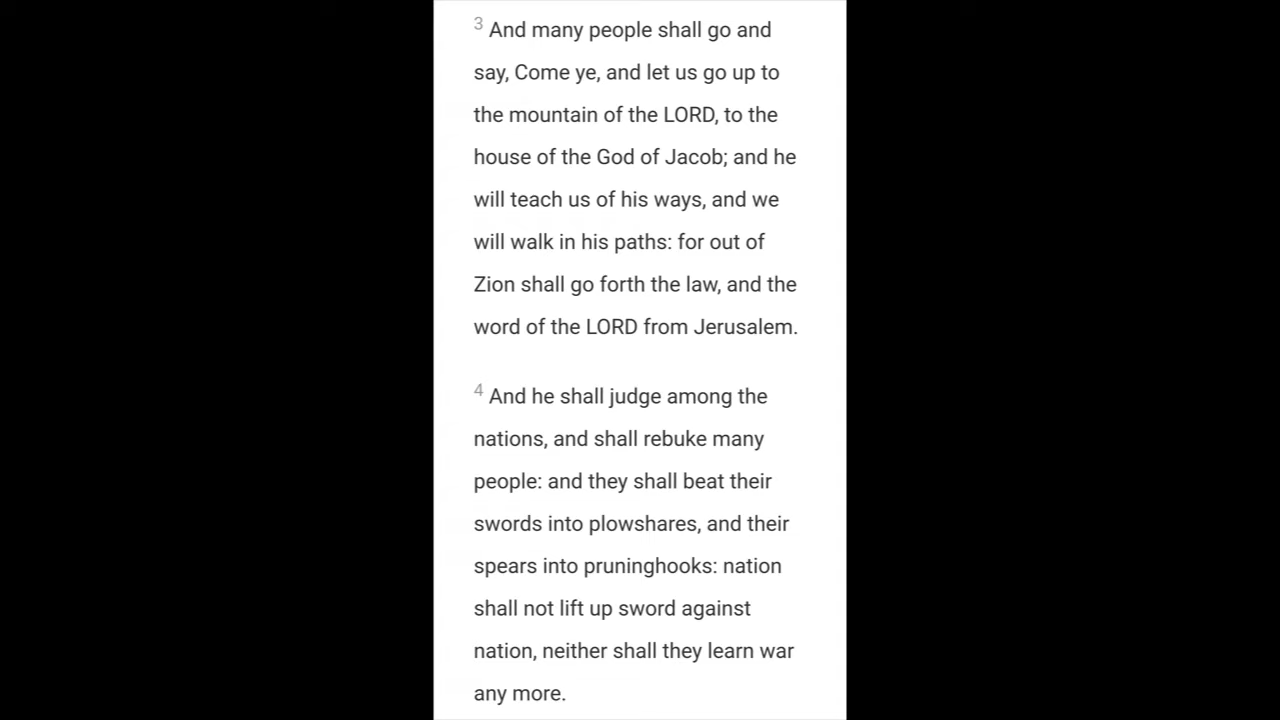 3 And many people shall go and
say, Come ye, and let us go up to
the mountain of the LORD, to the
house of the God of Jacob; and he
will teach us of his ways, and we
will walk in his paths: for out of
Zion shall go forth the law, and the
word of the LORD from Jerusalem.
4 And he shall judge among the
nations, and shall rebuke many
people: and they shall beat their
swords into plowshares, and their
spears into pruninghooks: nation
shall not lift up sword against
nation, neither shall they learn war
any more.